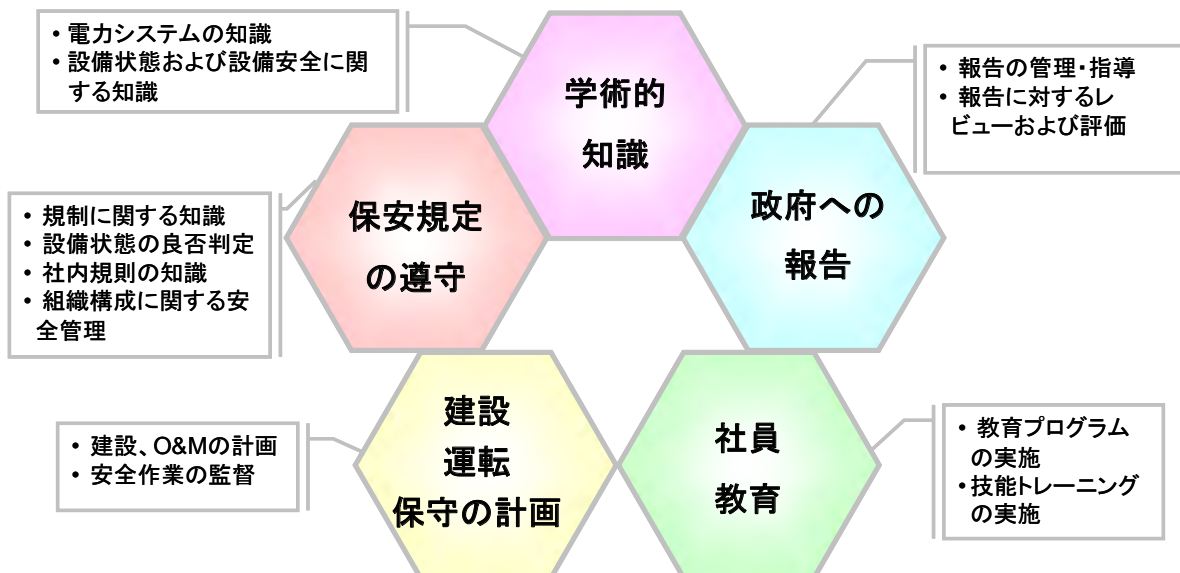 • 電力システムの知識
• 設備状態および設備安全に関
する知識
学術的
知識
• 報告の管理・指導
• 報告に対するレ
ビューおよび評価
政府への
報告
• 規制に関する知識
• 設備状態の良否判定
• 社内規則の知識
• 組織構成に関する安
全管理
保安規定
の遵守
• 建設、O&Mの計画
• 安全作業の監督
建設
運転
保守の計画
社員
教育
• 教育プログラム
の実施
• 技能トレーニング
の実施